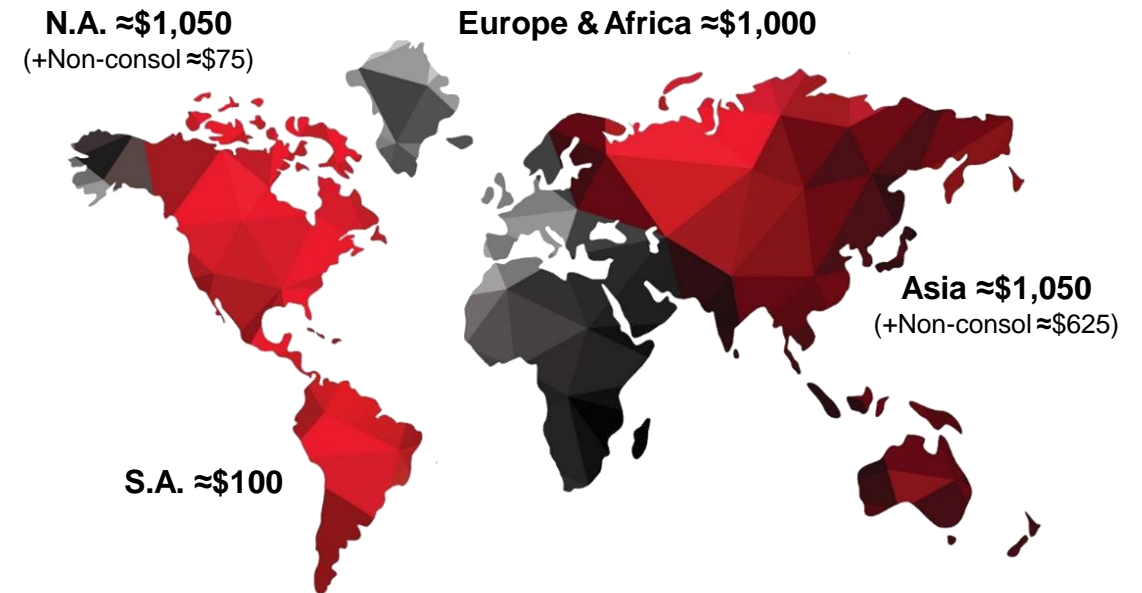 N.A. ≈$1,050
(+Non-consol ≈$75)
Europe & Africa ≈$1,000
Asia ≈$1,050
(+Non-consol ≈$625)
S.A. ≈$100